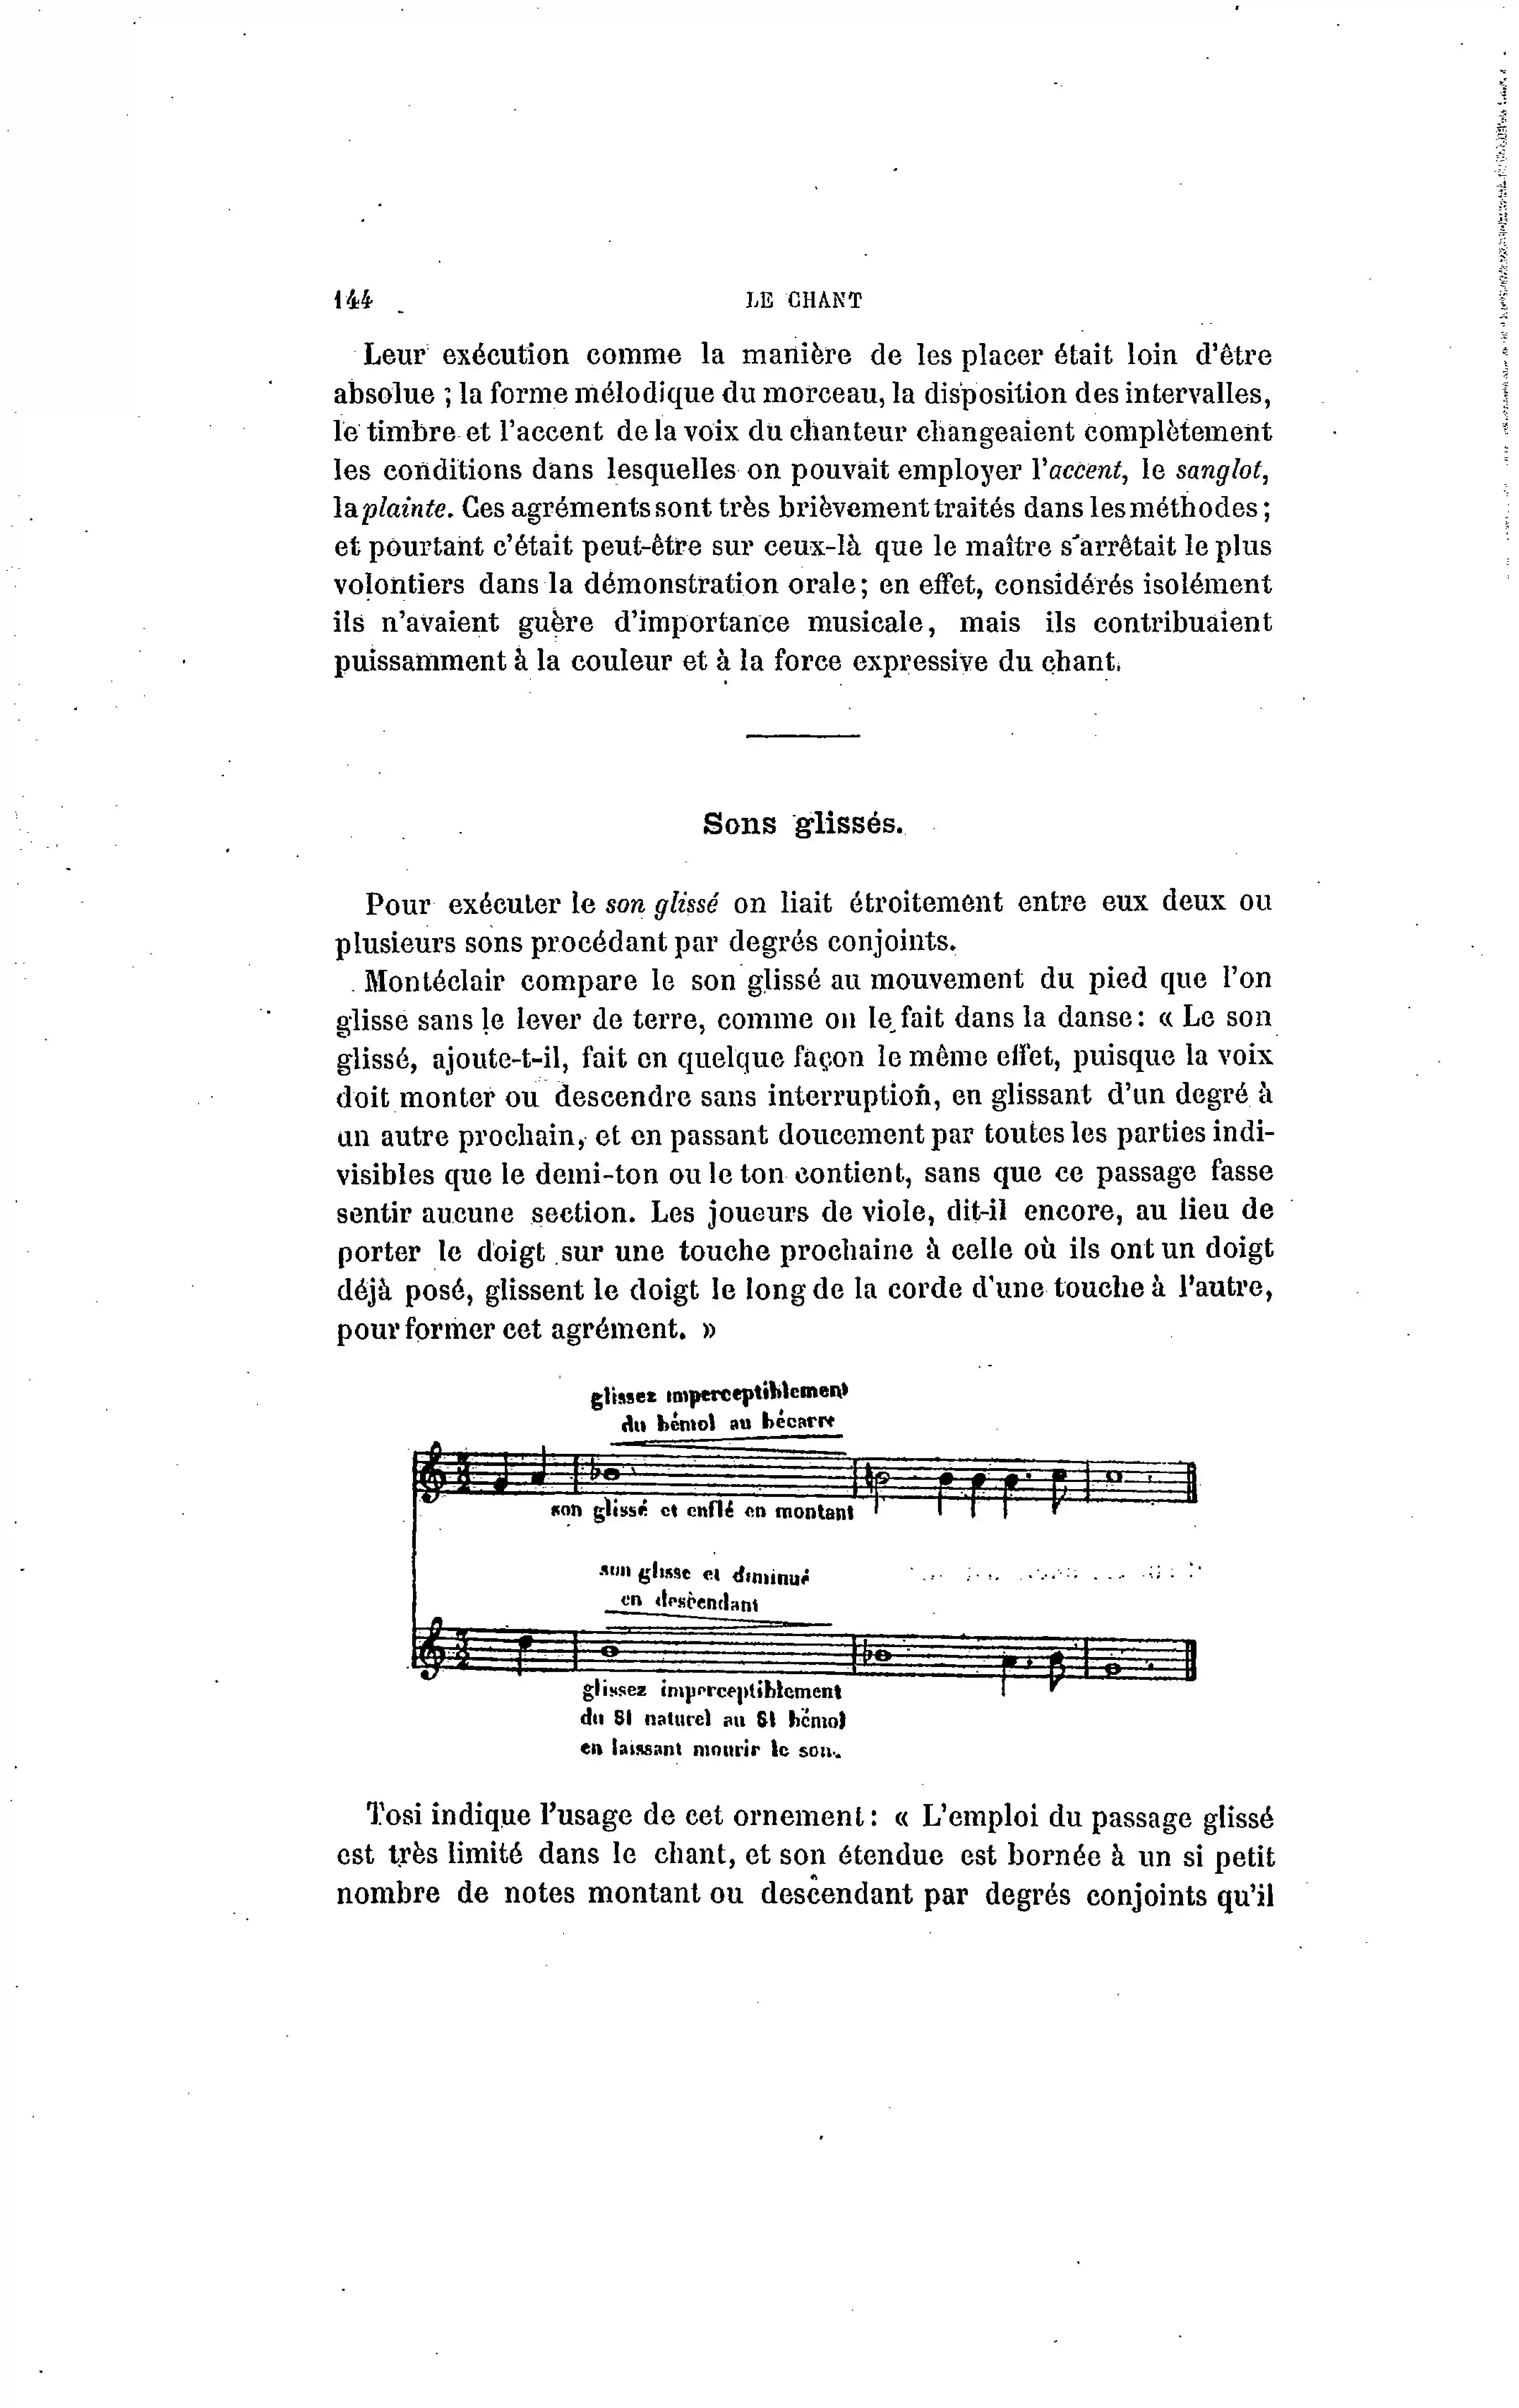 144
LE CHANT
Leur exécution comme la manière de les placer était loin d'être
absolue ; la forme mélodique du morceau, la disposition des intervalles,
le timbre et l'accent de la voix du chanteur changeaient complètement
les conditions dans lesquelles on pouvait employer l'accent, le sanglot,
la plainte. Ces agréments sont très brièvement traités dans les méthodes ;
et pourtant c'était peut-être sur ceux-là que le maître s'arrêtait le plus
volontiers dans la démonstration orale ; en effet, considérés isolément
ils n'avaient guère d'importance musicale, mais ils contribuaient
puissamment à la couleur et à la force expressive du chant.
Sons glissés.
Pour exécuter le son glissé on liait étroitement entre eux deux ou
plusieurs sons procédant par degrés conjoints.
Montéclair compare le son glissé au mouvement du pied que l'on
glisse sans le lever de terre, comme on le fait dans la danse : « Le son
glissé, ajoute-t-il, fait en quelque façon le même effet, puisque la voix
doit monter ou descendre sans interruption, en glissant d'un degré à
un autre prochain, et en passant doucement par toutes les parties indi-
visibles que le demi-ton ou le ton contient, sans que ce passage fasse
sentir aucune section. Les joueurs de viole, dit-il encore, au lieu de
porter le doigt sur une touche prochaine à celle où ils ont un doigt
déjà posé, glissent le doigt le long de la corde d'une touche à l'autre,
pour former cet agrément. »
glissez imperceptiblement
du bémol au bécarre
son glissé et enflé en montant
son glissé et diminué
en descendant
glissez imperceptiblement
du SI naturel au SI bémol
en laissant mourir le son.
Tosi indique l'usage de cet ornement : « L'emploi du passage glissé
est très limité dans le chant, et son étendue est bornée à un si petit
nombre de notes montant ou descendant par degrés conjoints qu'il